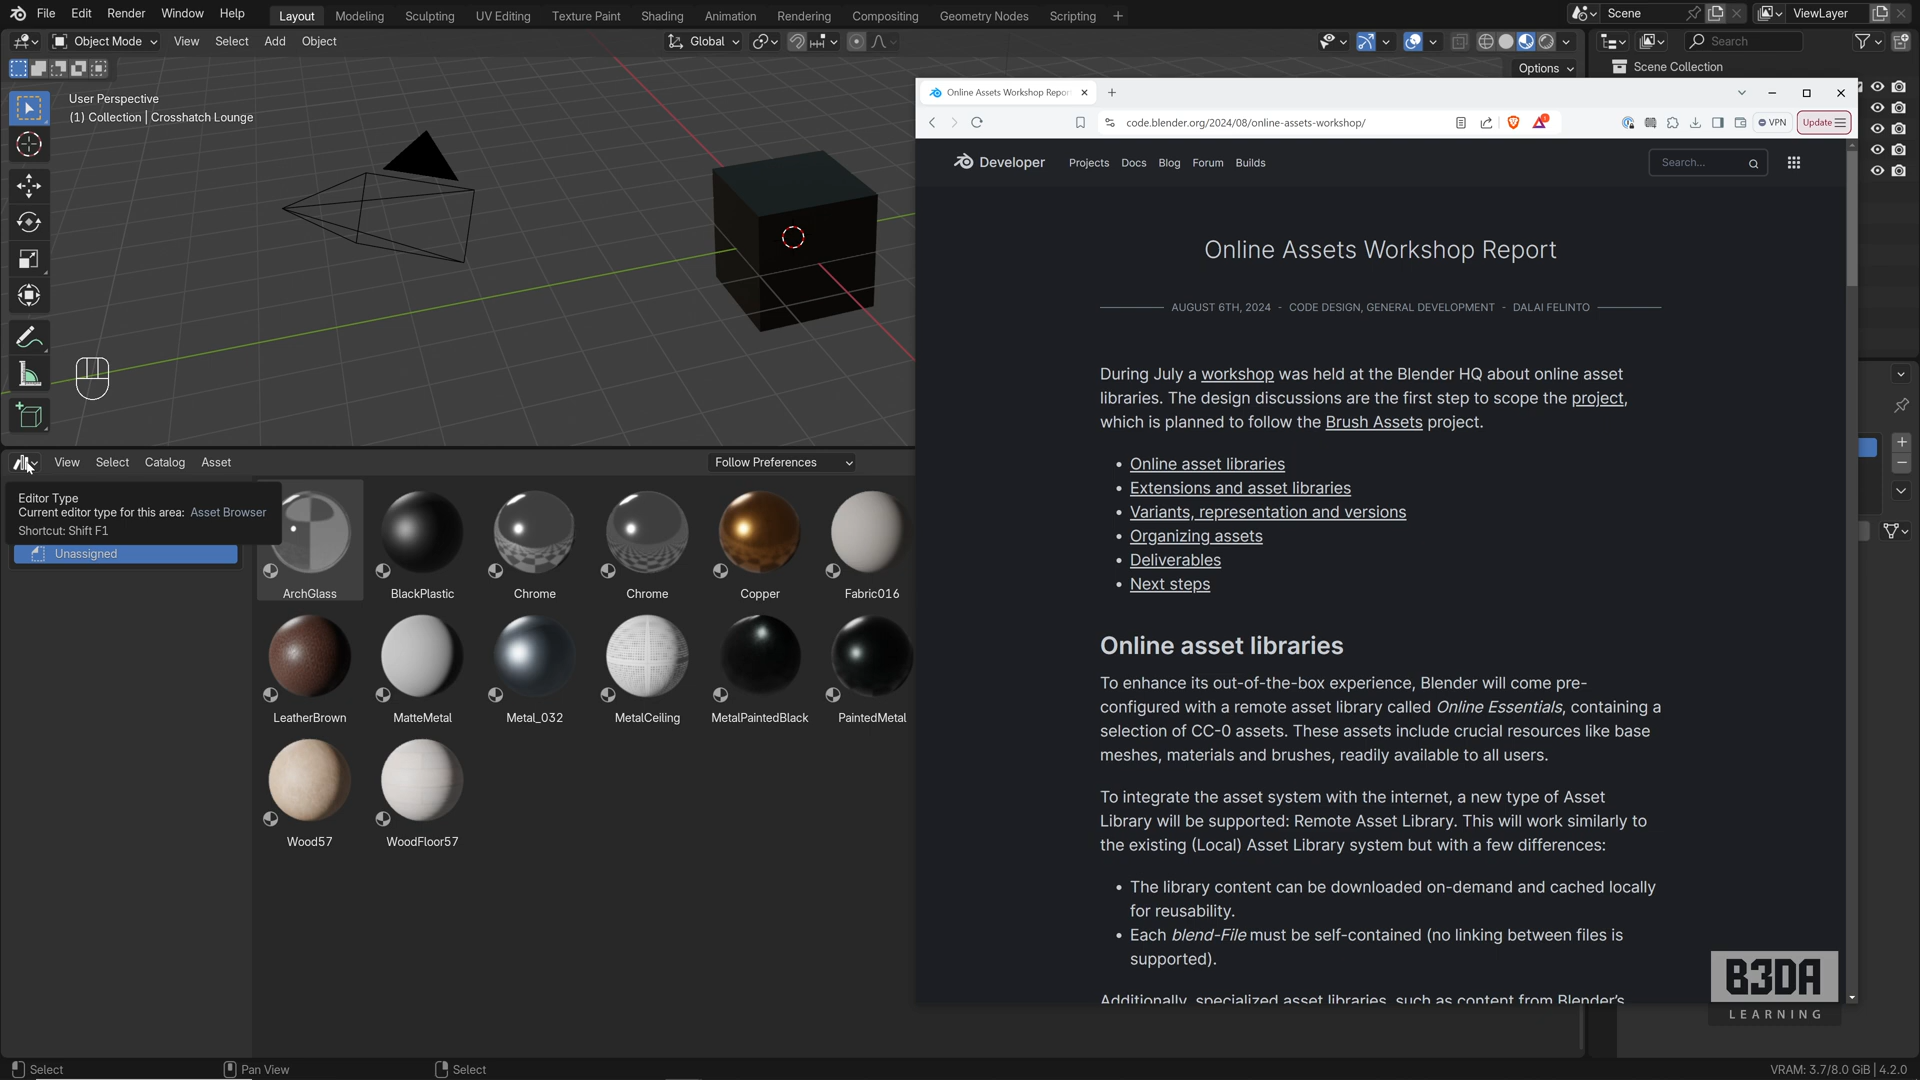 File Edit Render Window Help
Layout Modeling Sculpting UV Editing Texture Paint Shading Animation Rendering Compositing Geometry Nodes Scripting +
Scene
ViewLayer
Object Mode View Select Add Object
Global
Search
Options
Scene Collection
User Perspective
(1) Collection | Crosshatch Lounge
View Select Catalog Asset
Follow Preferences
Editor Type
Current editor type for this area: Asset Browser
Shortcut: Shift F1
Unassigned
ArchGlass BlackPlastic Chrome Chrome Copper Fabric016
LeatherBrown MatteMetal Metal_032 MetalCeiling MetalPaintedBlack PaintedMetal
Wood57 WoodFloor57
Online Assets Workshop Repor
code.blender.org/2024/08/online-assets-workshop/
VPN
Update
Developer Projects Docs Blog Forum Builds
Search...
Online Assets Workshop Report
AUGUST 6TH, 2024 - CODE DESIGN, GENERAL DEVELOPMENT - DALAI FELINTO
During July a workshop was held at the Blender HQ about online asset
libraries. The design discussions are the first step to scope the project,
which is planned to follow the Brush Assets project.
• Online asset libraries
• Extensions and asset libraries
• Variants, representation and versions
• Organizing assets
• Deliverables
• Next steps
Online asset libraries
To enhance its out-of-the-box experience, Blender will come pre-
configured with a remote asset library called Online Essentials, containing a
selection of CC-0 assets. These assets include crucial resources like base
meshes, materials and brushes, readily available to all users.
To integrate the asset system with the internet, a new type of Asset
Library will be supported: Remote Asset Library. This will work similarly to
the existing (Local) Asset Library system but with a few differences:
• The library content can be downloaded on-demand and cached locally
for reusability.
• Each blend-File must be self-contained (no linking between files is
supported).
Additionally, specialized asset libraries, such as content from Blender's
B3DA
LEARNING
Select
Pan View
Select
VRAM: 3.7/8.0 GiB | 4.2.0